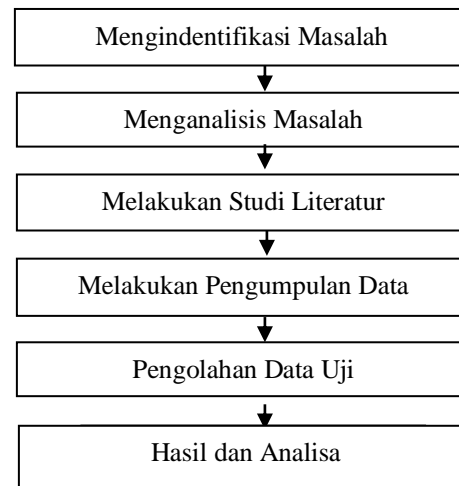 Mengindentifikasi Masalah
Menganalisis Masalah
Melakukan Studi Literatur
Melakukan Pengumpulan Data
Pengolahan Data Uji
Hasil dan Analisa